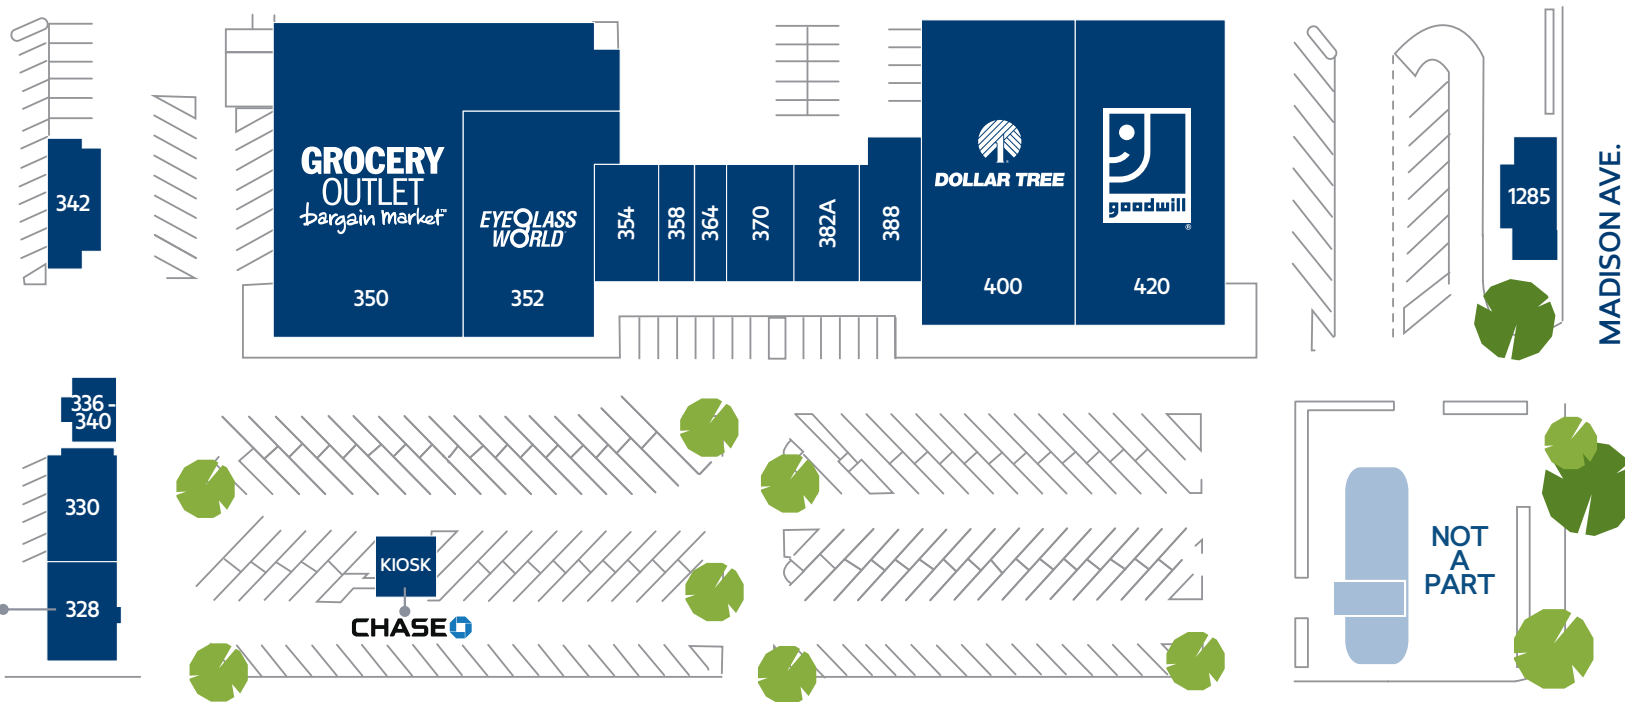 342
GROCERY
OUTLET
bargain market™
350
EYEGLASS
WORLD
352
354
358
364
370
382A
388
DOLLAR TREE
400
goodwill
®
420
1285
MADISON AVE.
336 -
340
330
328
KIOSK
CHASE
NOT
A
PART